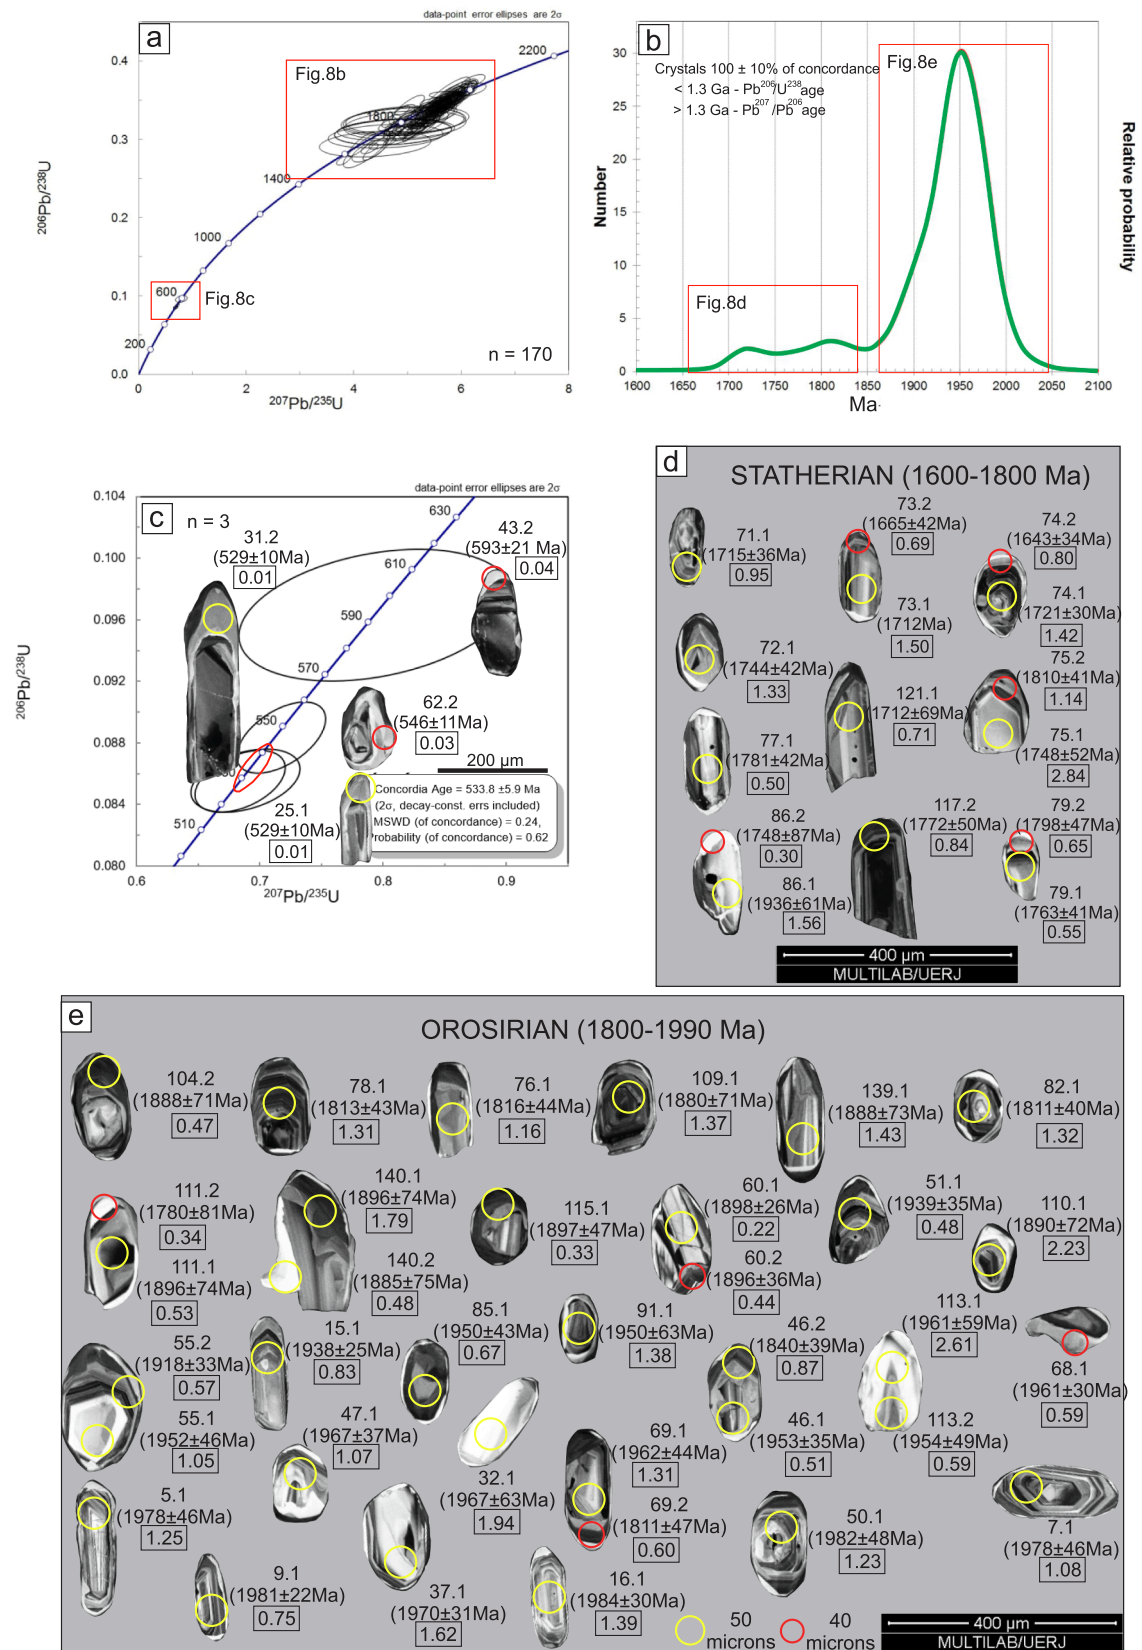 data-point error ellipses are 2σ
a
Fig.8b
2200
1800
1400
1000
600
200
Fig.8c
n = 170
0.4
0.3
0.2
0.1
0.0
0
2
4
6
8
206Pb/238U
207Pb/235U
b
Crystals 100 ± 10% of concordance
< 1.3 Ga - Pb206/U238age
> 1.3 Ga - Pb207/Pb206age
Fig.8e
Fig.8d
30
25
20
15
10
5
0
Number
Relative probability
1600 1650 1700 1750 1800 1850 1900 1950 2000 2050 2100
Ma
data-point error ellipses are 2σ
c
n = 3
0.104
0.100
0.096
0.092
0.088
0.084
0.080
0.6
0.7
0.8
0.9
206Pb/238U
207Pb/235U
630
610
590
570
550
510
31.2
(529±10Ma)
0.01
43.2
(593±21 Ma)
0.04
62.2
(546±11Ma)
0.03
25.1
(529±10Ma)
0.01
200 µm
Concordia Age = 533.8 ±5.9 Ma
(2σ, decay-const. errs included)
MSWD (of concordance) = 0.24,
Probability (of concordance) = 0.62
d
STATHERIAN (1600-1800 Ma)
71.1
(1715±36Ma)
0.95
73.2
(1665±42Ma)
0.69
74.2
(1643±34Ma)
0.80
73.1
(1712Ma)
1.50
74.1
(1721±30Ma)
1.42
72.1
(1744±42Ma)
1.33
121.1
1712±69Ma)
0.71
75.2
(1810±41Ma)
1.14
75.1
(1748±52Ma)
2.84
77.1
(1781±42Ma)
0.50
86.2
(1748±87Ma)
0.30
86.1
(1936±61Ma)
1.56
117.2
(1772±50Ma)
0.84
79.2
(1798±47Ma)
0.65
79.1
(1763±41Ma)
0.55
400 µm
MULTILAB/UERJ
e
OROSIRIAN (1800-1990 Ma)
104.2
(1888±71Ma)
0.47
78.1
(1813±43Ma)
1.31
76.1
(1816±44Ma)
1.16
109.1
(1880±71Ma)
1.37
139.1
(1888±73Ma)
1.43
82.1
(1811±40Ma)
1.32
111.2
(1780±81Ma)
0.34
111.1
(1896±74Ma)
0.53
140.1
(1896±74Ma)
1.79
140.2
(1885±75Ma)
0.48
115.1
(1897±47Ma)
0.33
60.1
(1898±26Ma)
0.22
60.2
(1896±36Ma)
0.44
51.1
(1939±35Ma)
0.48
110.1
(1890±72Ma)
2.23
55.2
(1918±33Ma)
0.57
55.1
(1952±46Ma)
1.05
15.1
(1938±25Ma)
0.83
85.1
(1950±43Ma)
0.67
91.1
(1950±63Ma)
1.38
46.2
(1840±39Ma)
0.87
46.1
(1953±35Ma)
0.51
113.1
(1961±59Ma)
2.61
113.2
(1954±49Ma)
0.59
68.1
(1961±30Ma)
0.59
47.1
(1967±37Ma)
1.07
32.1
(1967±63Ma)
1.94
69.1
(1962±44Ma)
1.31
69.2
(1811±47Ma)
0.60
5.1
(1978±46Ma)
1.25
50.1
(1982±48Ma)
1.23
7.1
(1978±46Ma)
1.08
9.1
(1981±22Ma)
0.75
37.1
(1970±31Ma)
1.62
16.1
(1984±30Ma)
1.39
50
microns
40
microns
400 µm
MULTILAB/UERJ